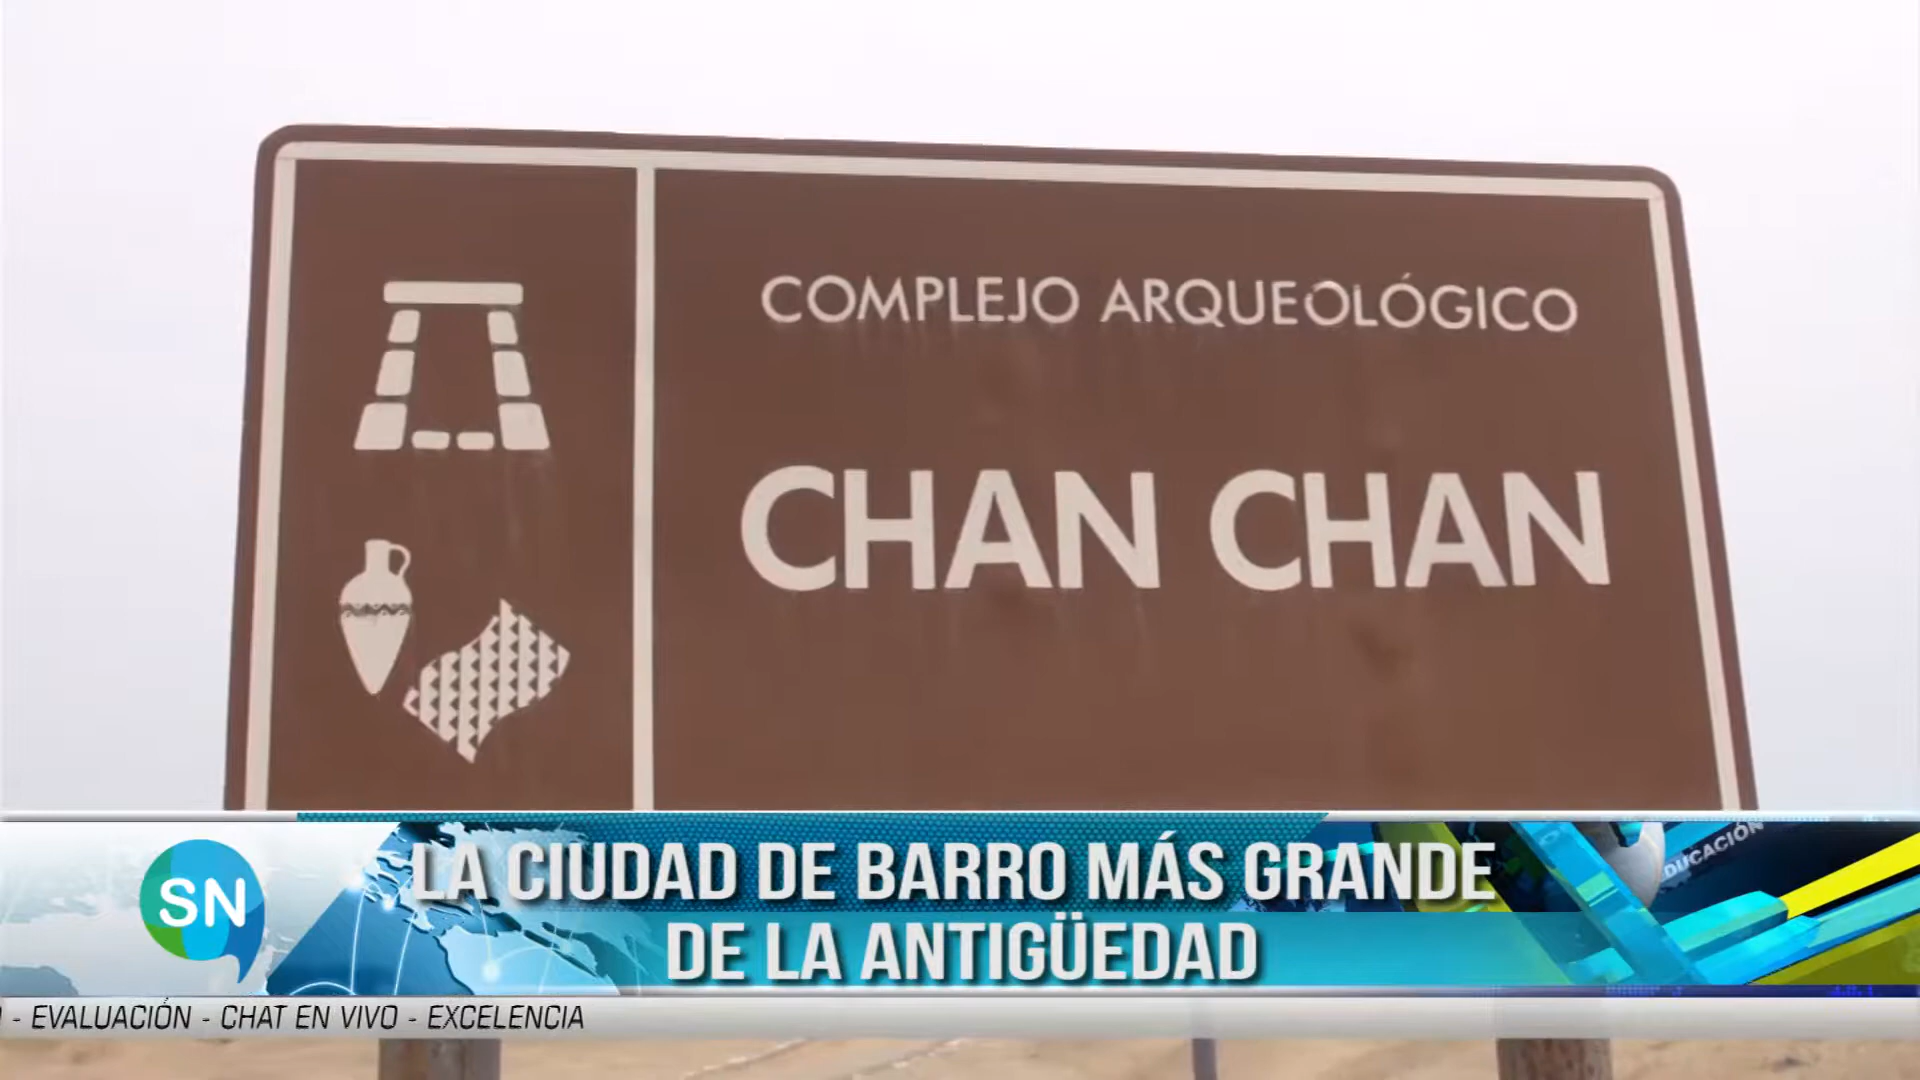 COMPLEJO ARQUEOLÓGICO
CHAN CHAN
SN
LA CIUDAD DE BARRO MÁS GRANDE
DE LA ANTIGÜEDAD
- EVALUACIÓN - CHAT EN VIVO - EXCELENCIA